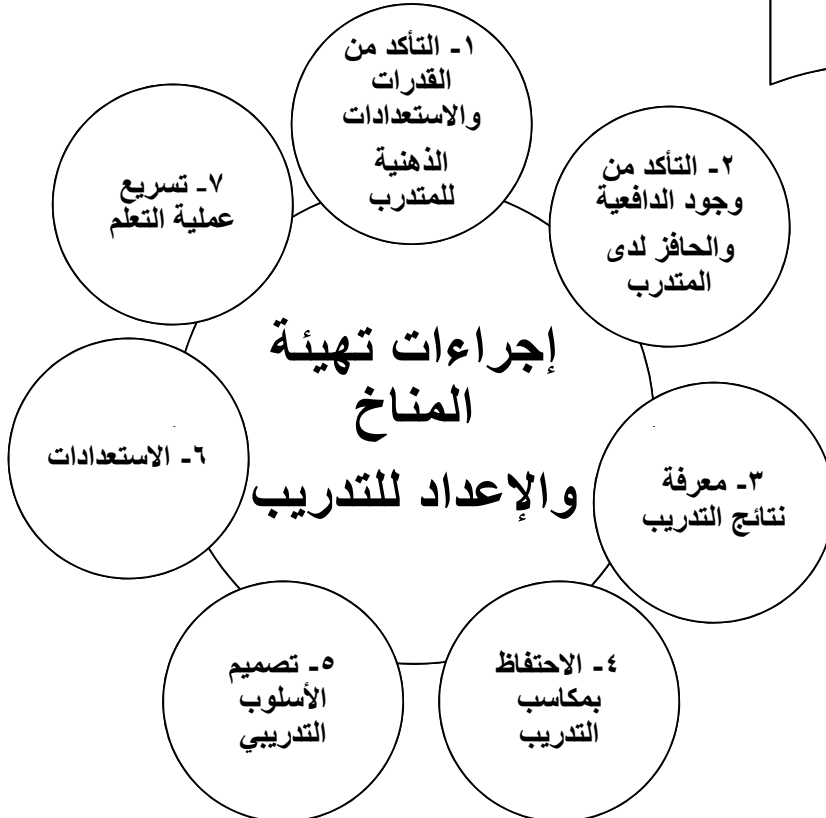 ١- التأكد من
القدرات
والاستعدادات
الذهنية
للمتدرب
٢- التأكد من
وجود الدافعية
والحافز لدى
المتدرب
٣- معرفة
نتائج التدريب
٤- الاحتفاظ
بمكاسب
التدريب
٥- تصميم
الأسلوب
التدريبي
٦- الاستعدادات
٧- تسريع
عملية التعلم
إجراءات تهيئة
المناخ
والإعداد للتدريب